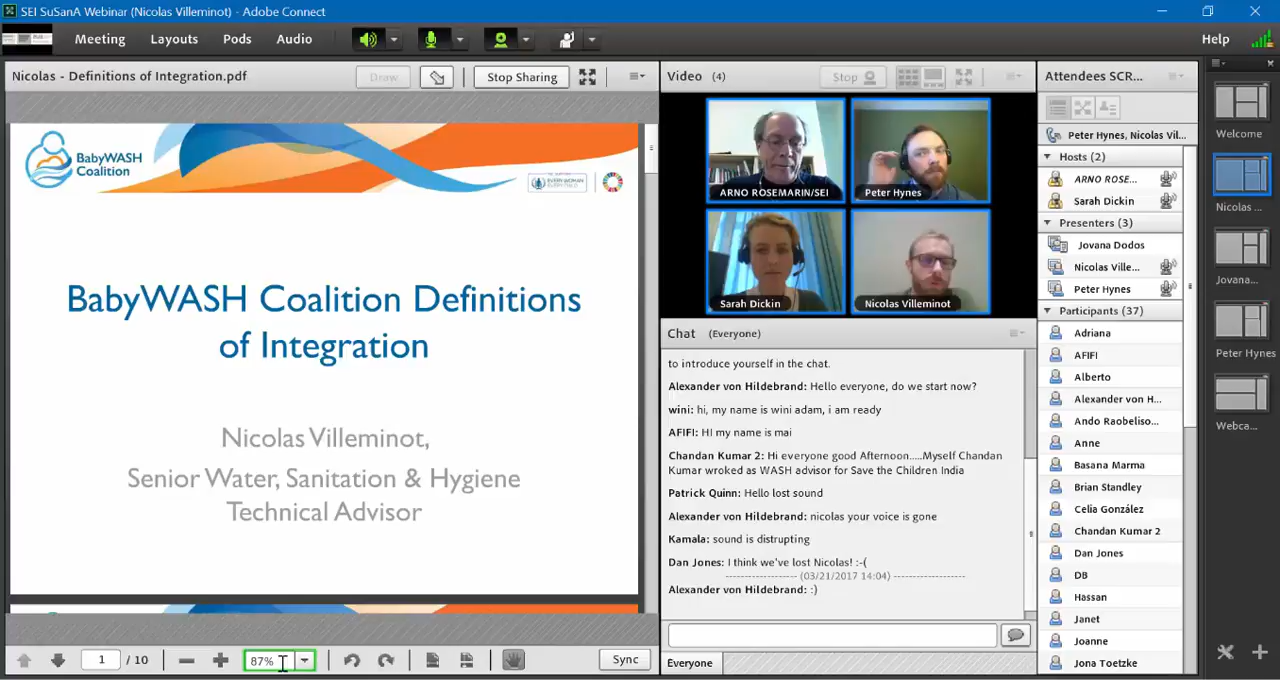 SEI SuSanA Webinar (Nicolas Villeminot) - Adobe Connect
Meeting Layouts Pods Audio Help
Nicolas - Definitions of Integration.pdf
Draw
Stop Sharing
BabyWASH
Coalition
EVERY WOMAN
EVERY CHILD
BabyWASH Coalition Definitions
of Integration
Nicolas Villeminot,
Senior Water, Sanitation & Hygiene
Technical Advisor
1 / 10
87%
Sync
Video (4)
Stop
ARNO ROSEMARIN/SEI
Peter Hynes
Sarah Dickin
Nicolas Villeminot
Chat (Everyone)
to introduce yourself in the chat.
Alexander von Hildebrand: Hello everyone, do we start now?
wini: hi, my name is wini adam, i am ready
AFIFI: HI my name is mai
Chandan Kumar 2: Hi everyone good Afternoon.....Myself Chandan
Kumar wroked as WASH advisor for Save the Children India
Patrick Quinn: Hello lost sound
Alexander von Hildebrand: nicolas your voice is gone
Kamala: sound is distrupting
Dan Jones: I think we've lost Nicolas! :-(
------------------- (03/21/2017 14:04) -------------------
Alexander von Hildebrand: :)
Everyone
Attendees SCR...
Peter Hynes, Nicolas Vil...
Hosts (2)
ARNO ROSE...
Sarah Dickin
Presenters (3)
Jovana Dodos
Nicolas Ville...
Peter Hynes
Participants (37)
Adriana
AFIFI
Alberto
Alexander von H...
Ando Raobeliso...
Anne
Basana Marma
Brian Standley
Celia González
Chandan Kumar 2
Dan Jones
DB
Hassan
Janet
Joanne
Jona Toetzke
Welcome
Nicolas ...
Jovana...
Peter Hynes
Webca...